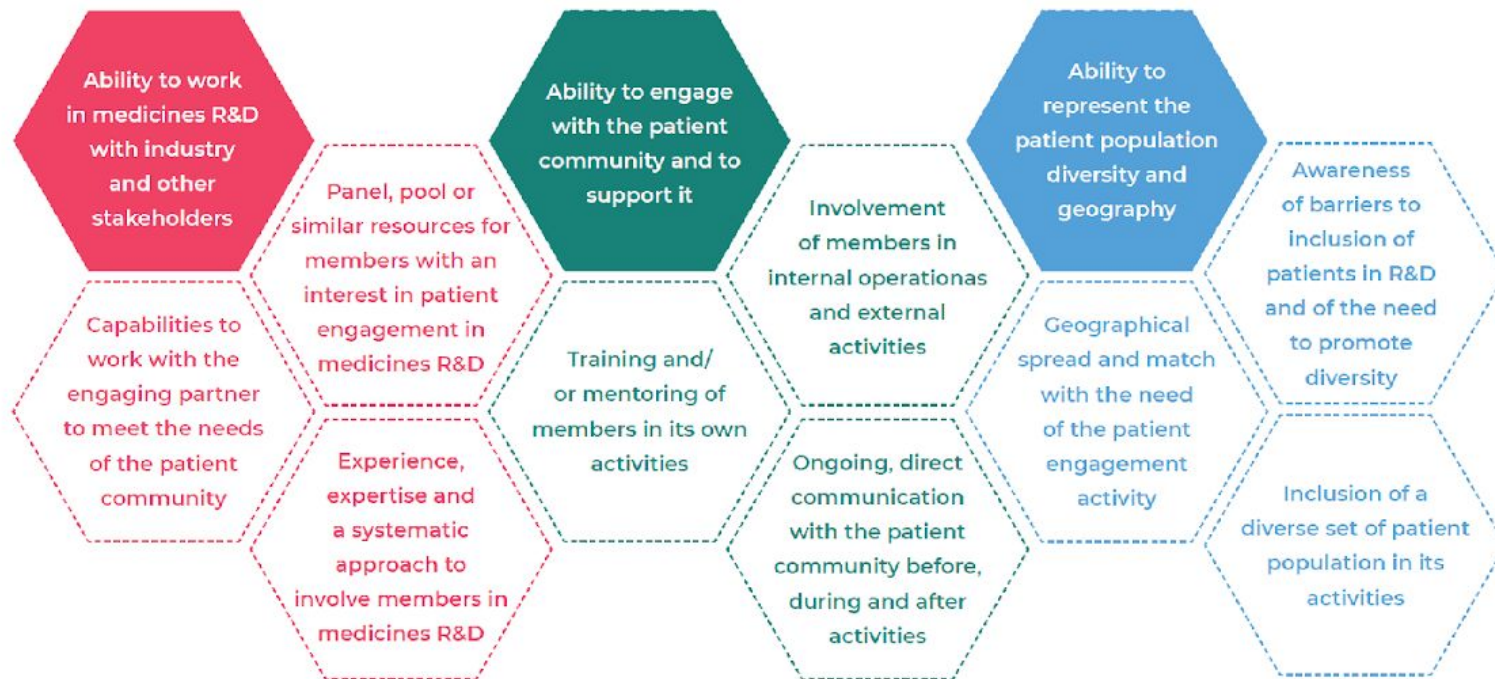 Ability to work
in medicines R&D
with industry
and other
stakeholders
Panel, pool or
similar resources for
members with an
interest in patient
engagement in
medicines R&D
Capabilities to
work with the
engaging partner
to meet the needs
of the patient
community
Experience,
expertise and
a systematic
approach to
involve members in
medicines R&D
Ability to engage
with the patient
community and to
support it
Involvement
of members in
internal operationas
and external
activities
Training and/
or mentoring of
members in its own
activities
Ongoing, direct
communication
with the patient
community before,
during and after
activities
Ability to
represent the
patient population
diversity and
geography
Awareness
of barriers to
inclusion of
patients in R&D
and of the need
to promote
diversity
Geographical
spread and match
with the need
of the patient
engagement
activity
Inclusion of a
diverse set of patient
population in its
activities